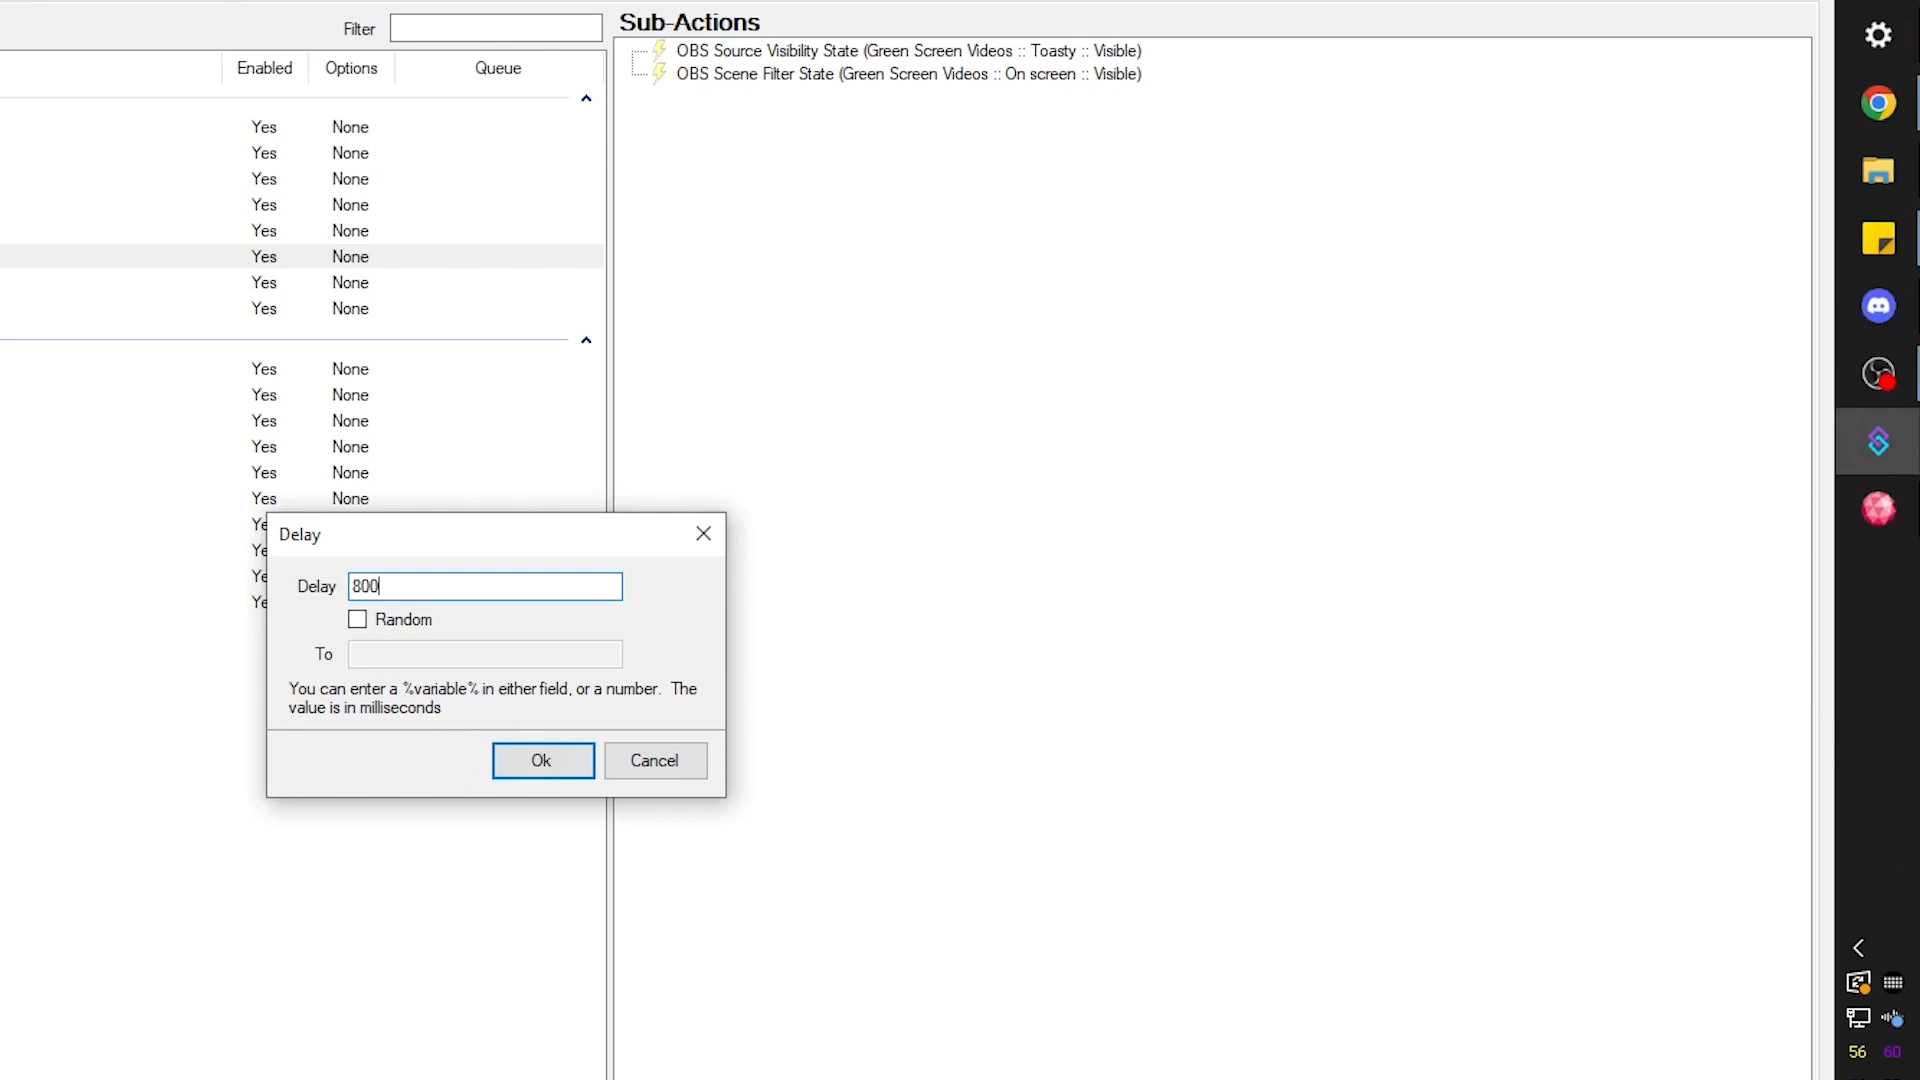 Filter
Sub-Actions
OBS Source Visibility State (Green Screen Videos :: Toasty :: Visible)
OBS Scene Filter State (Green Screen Videos :: On screen :: Visible)
Enabled Options Queue
Yes None
Yes None
Yes None
Yes None
Yes None
Yes None
Yes None
Yes None
Yes None
Yes None
Yes None
Yes None
Yes None
Yes None
Ye
Ye
Ye
Ye
Delay
Delay 800
Random
To
You can enter a %variable% in either field, or a number. The
value is in milliseconds
Ok Cancel
56 60